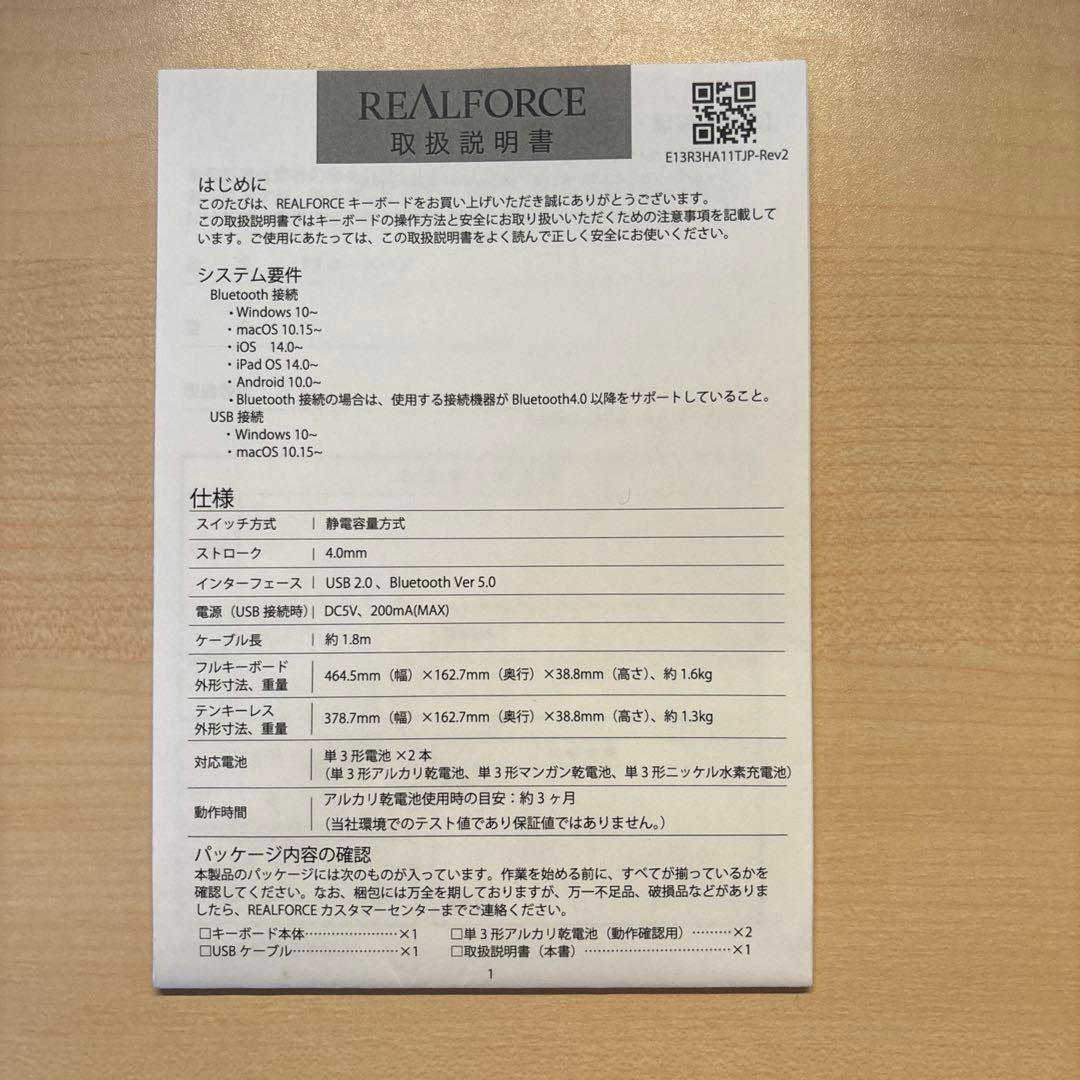 REALFORCE
取扱説明書
E13R3HA11TJP-Rev2
はじめに
このたびは、REALFORCE キーボードをお買い上げいただき誠にありがとうございます。
この取扱説明書ではキーボードの操作方法と安全にお取り扱いいただくための注意事項を記載して
います。ご使用にあたっては、この取扱説明書をよく読んで正しく安全にお使いください。
システム要件
Bluetooth 接続
・Windows 10~
・macOS 10.15~
・iOS 14.0~
・iPad OS 14.0~
・Android 10.0~
・Bluetooth 接続の場合は、使用する接続機器が Bluetooth4.0 以降をサポートしていること。
USB 接続
・Windows 10~
・macOS 10.15~
仕様
スイッチ方式 | 静電容量方式
ストローク | 4.0mm
インターフェース | USB 2.0 、Bluetooth Ver 5.0
電源（USB 接続時）| DC5V、200mA(MAX)
ケーブル長 | 約 1.8m
フルキーボード
外形寸法、重量
464.5mm（幅）×162.7mm（奥行）×38.8mm（高さ）、約 1.6kg
テンキーレス
外形寸法、重量
378.7mm（幅）×162.7mm（奥行）×38.8mm（高さ）、約 1.3kg
対応電池
単 3 形電池 ×2 本
（単 3 形アルカリ乾電池、単 3 形マンガン乾電池、単 3 形ニッケル水素充電池）
動作時間
アルカリ乾電池使用時の目安：約 3 ヶ月
（当社環境でのテスト値であり保証値ではありません。）
パッケージ内容の確認
本製品のパッケージには次のものが入っています。作業を始める前に、すべてが揃っているかを
確認してください。なお、梱包には万全を期しておりますが、万一不足品、破損品などがありま
したら、REALFORCE カスタマーセンターまでご連絡ください。
□キーボード本体…………………×1 □単 3 形アルカリ乾電池（動作確認用）………×2
□USB ケーブル……………………×1 □取扱説明書（本書）……………………………×1
1